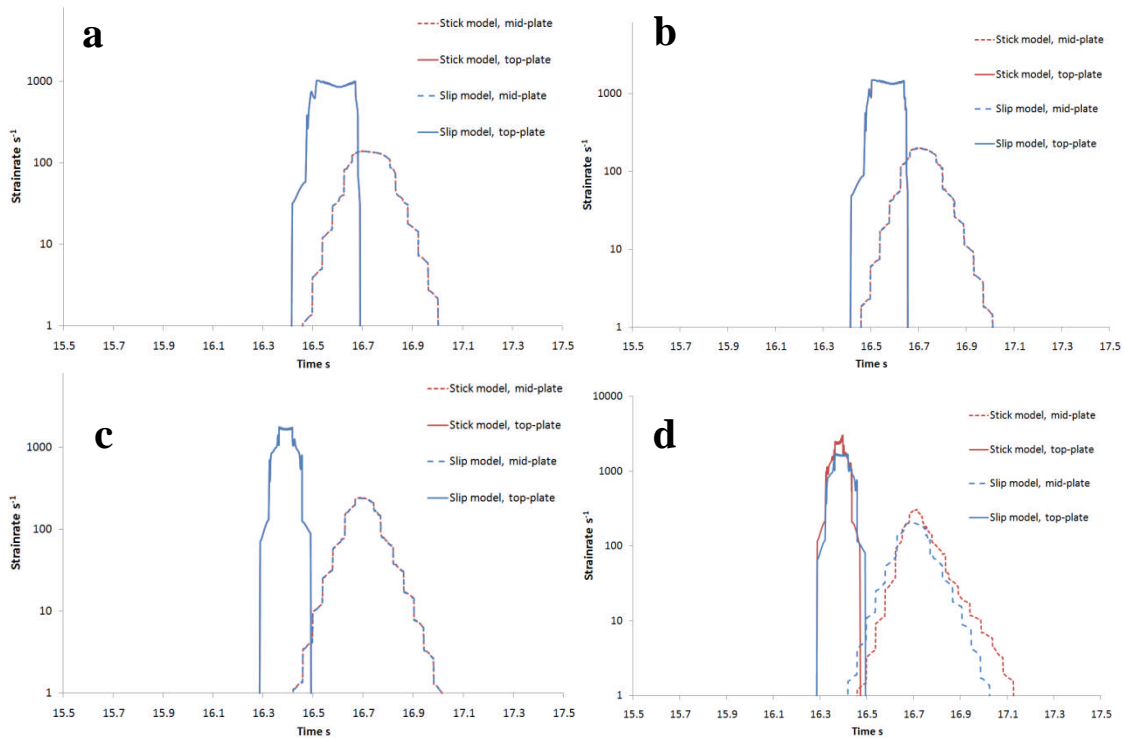 a
Stick model, mid-plate
Stick model, top-plate
Slip model, mid-plate
Slip model, top-plate
1000
100
10
1
Strainrate s-1
15.5 15.7 15.9 16.1 16.3 16.5 16.7 16.9 17.1 17.3 17.5
Time s
b
Stick model, mid-plate
Stick model, top-plate
Slip model, mid-plate
Slip model, top-plate
1000
100
10
1
Strainrate s-1
15.5 15.7 15.9 16.1 16.3 16.5 16.7 16.9 17.1 17.3 17.5
Time s
c
Stick model, mid-plate
Stick model, top-plate
Slip model, mid-plate
Slip model, top-plate
1000
100
10
1
Strainrate s-1
15.5 15.7 15.9 16.1 16.3 16.5 16.7 16.9 17.1 17.3 17.5
Time s
d
Stick model, mid-plate
Stick model, top-plate
Slip model, mid-plate
Slip model, top-plate
10000
1000
100
10
1
Strainrate s-1
15.5 15.7 15.9 16.1 16.3 16.5 16.7 16.9 17.1 17.3 17.5
Time s